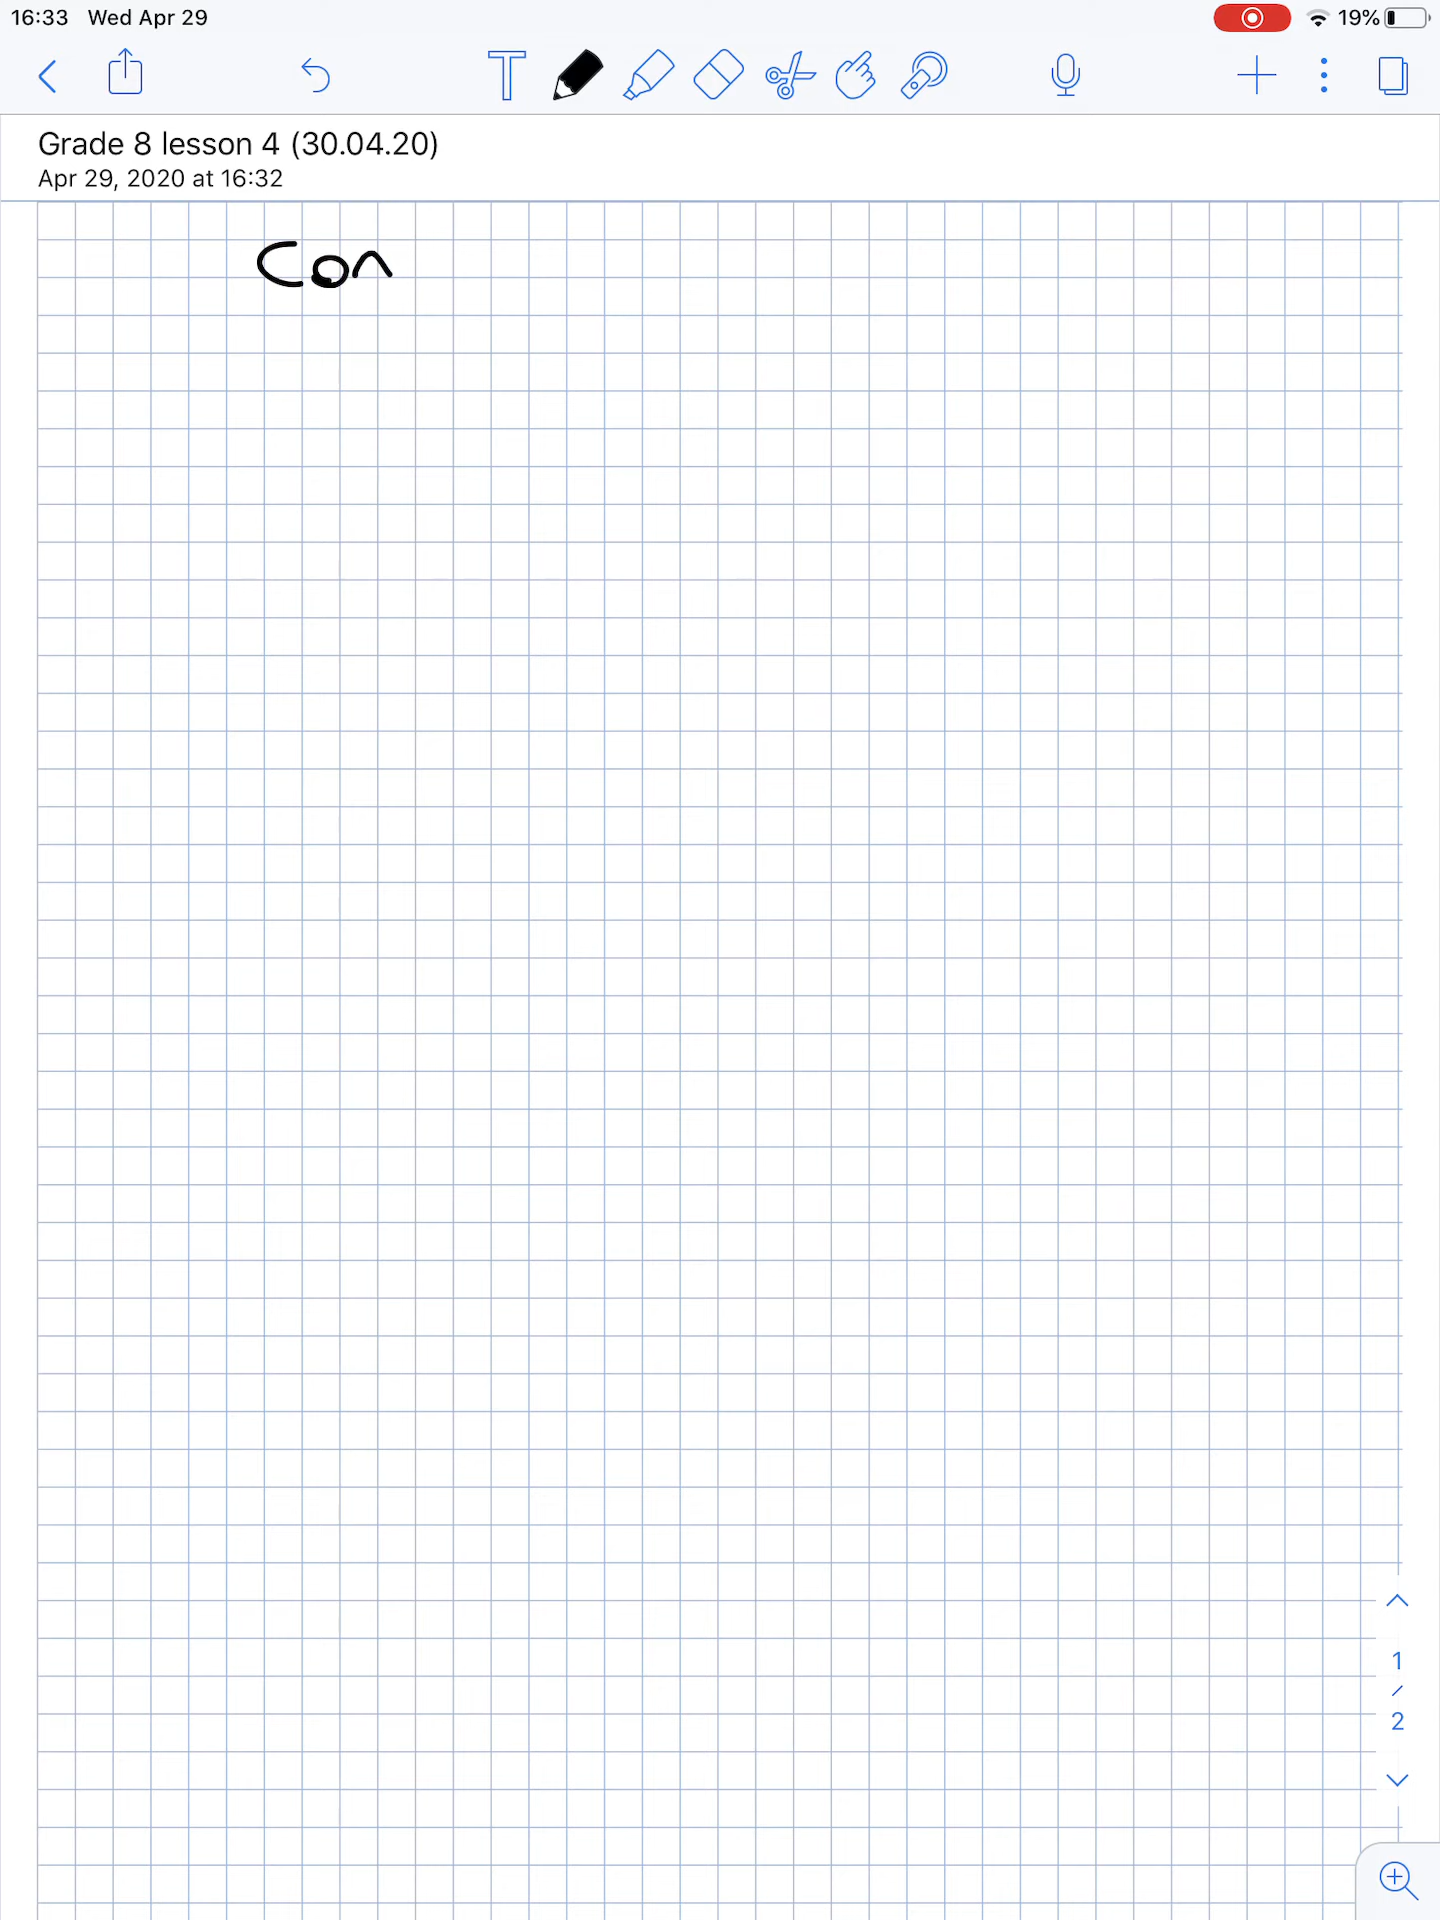 16:33 Wed Apr 29
19%
Grade 8 lesson 4 (30.04.20)
Apr 29, 2020 at 16:32
Con
1
/
2